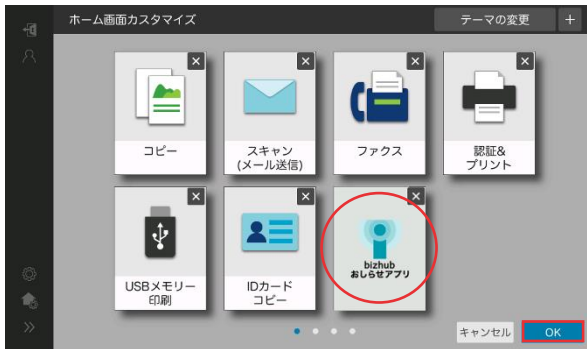 ホーム画面カスタマイズ
テーマの変更
+
コピー
スキャン
(メール送信)
ファクス
認証&
プリント
USBメモリー
印刷
IDカード
コピー
bizhub
おしらせアプリ
キャンセル
OK